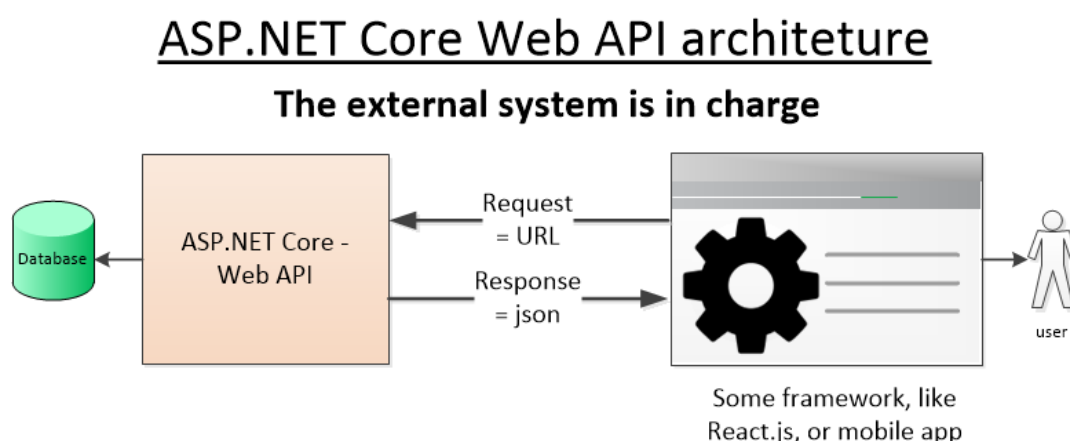 ASP.NET Core Web API architeture
The external system is in charge
Database
ASP.NET Core -
Web API
Request
= URL
Response
= json
user
Some framework, like
React.js, or mobile app